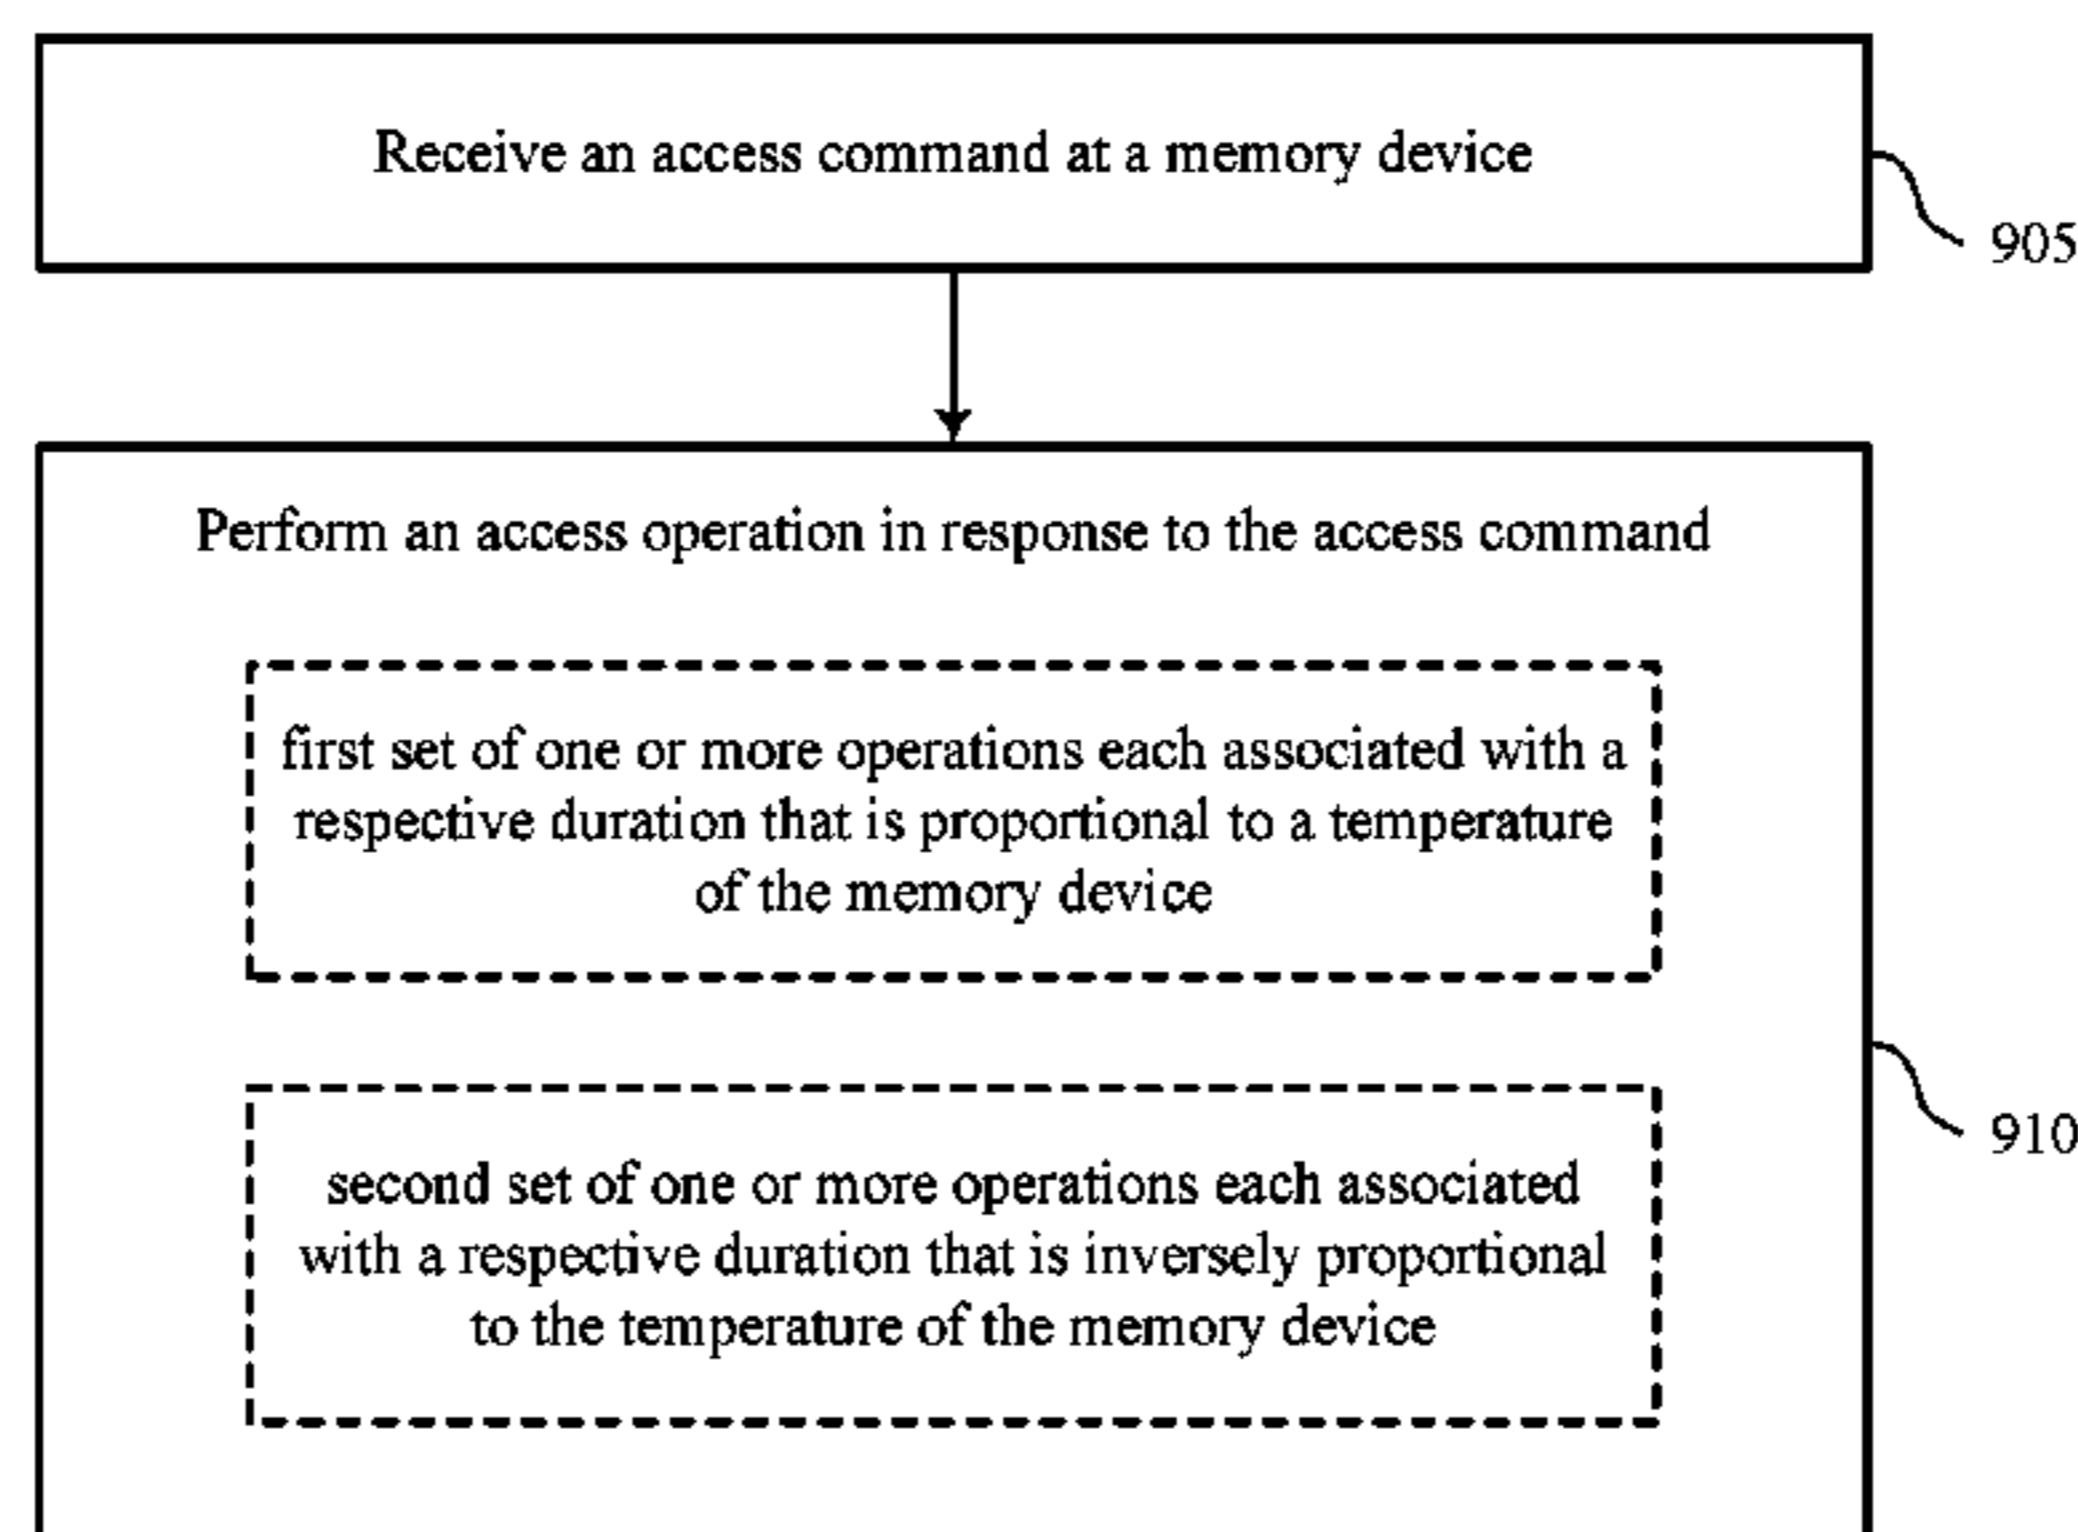 Receive an access command at a memory device
905
Perform an access operation in response to the access command
first set of one or more operations each associated with a
respective duration that is proportional to a temperature
of the memory device
910
second set of one or more operations each associated
with a respective duration that is inversely proportional
to the temperature of the memory device